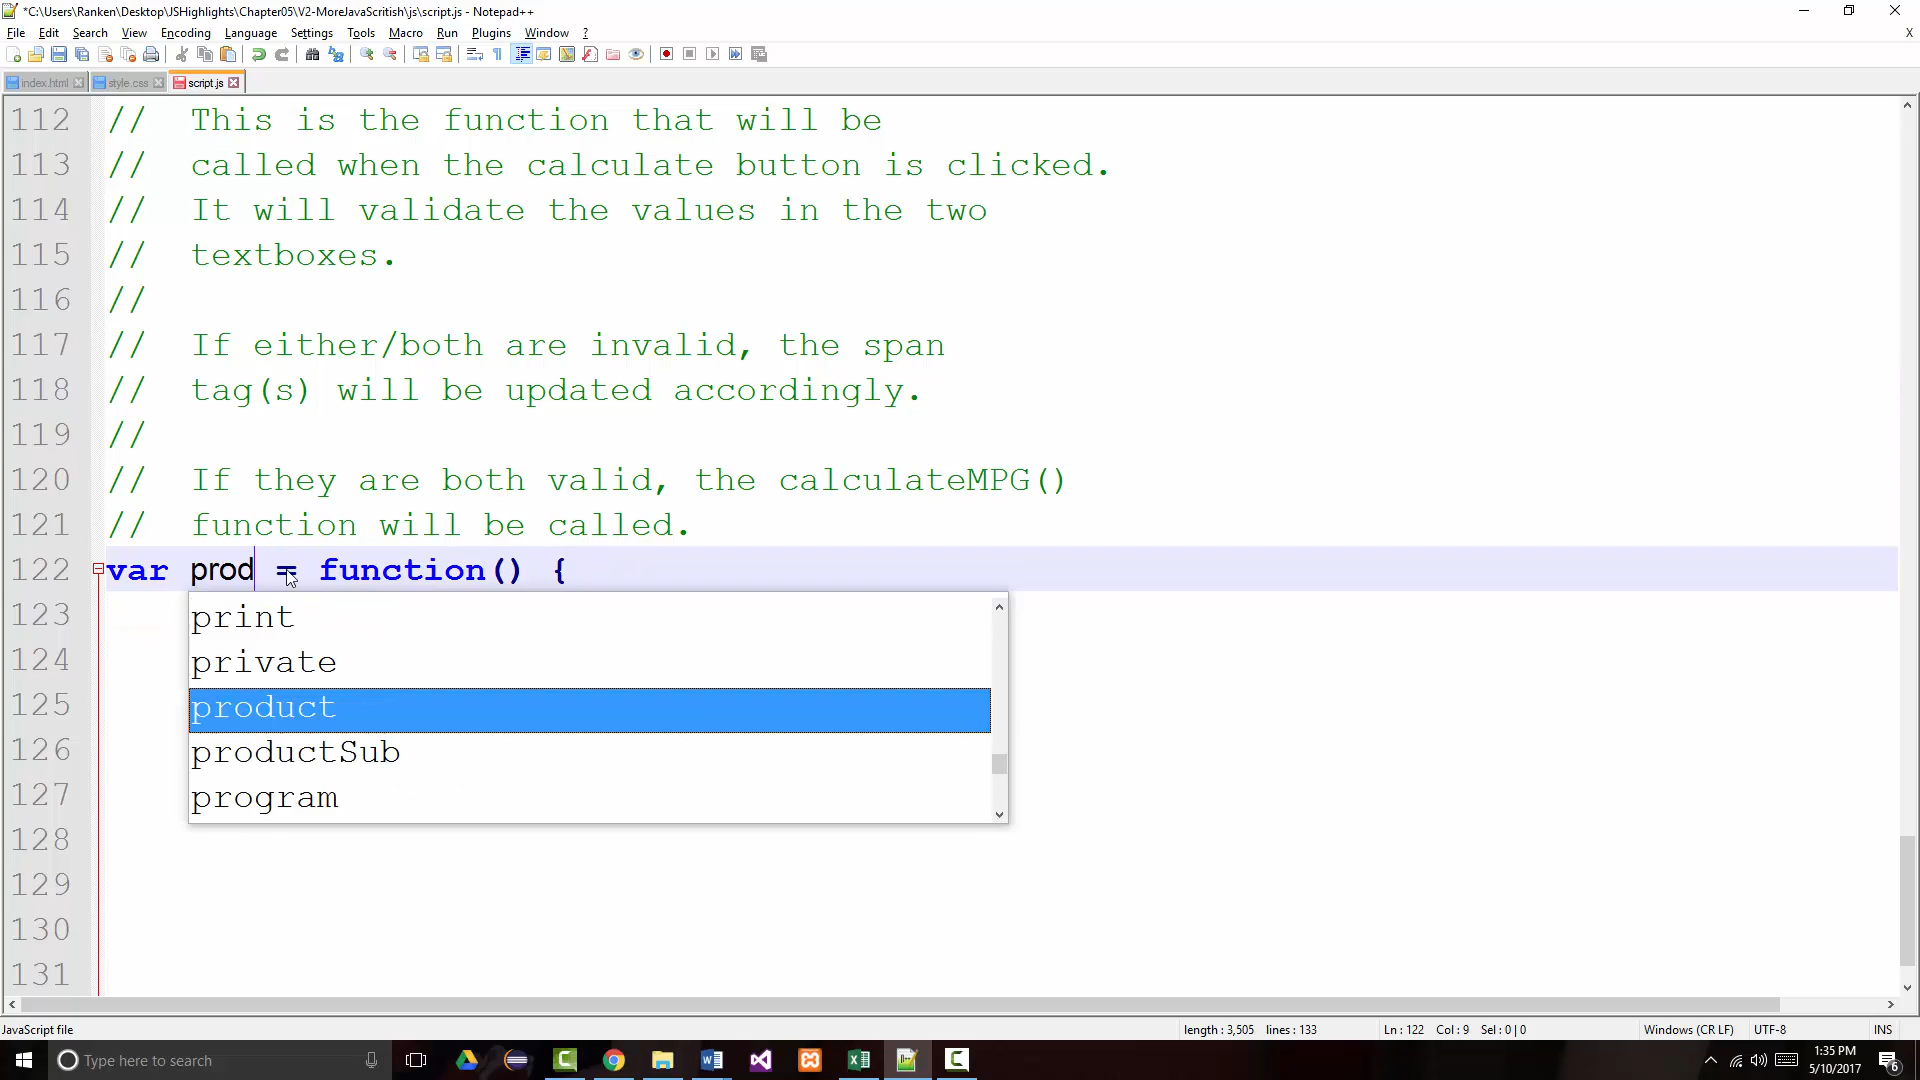 *C:\Users\Ranken\Desktop\JSHighlights\Chapter05\V2-MoreJavaScritish\js\script.js - Notepad++
File Edit Search View Encoding Language Settings Tools Macro Run Plugins Window ? X
index.html style.css script.js
112 // This is the function that will be
113 // called when the calculate button is clicked.
114 // It will validate the values in the two
115 // textboxes.
116 //
117 // If either/both are invalid, the span
118 // tag(s) will be updated accordingly.
119 //
120 // If they are both valid, the calculateMPG()
121 // function will be called.
122 var prod = function() {
123 print
124 private
125 product
126 productSub
127 program
128
129
130
131
JavaScript file length : 3,505 lines : 133 Ln : 122 Col : 9 Sel : 0 | 0 Windows (CR LF) UTF-8 INS
Type here to search 1:35 PM
5/10/2017 6